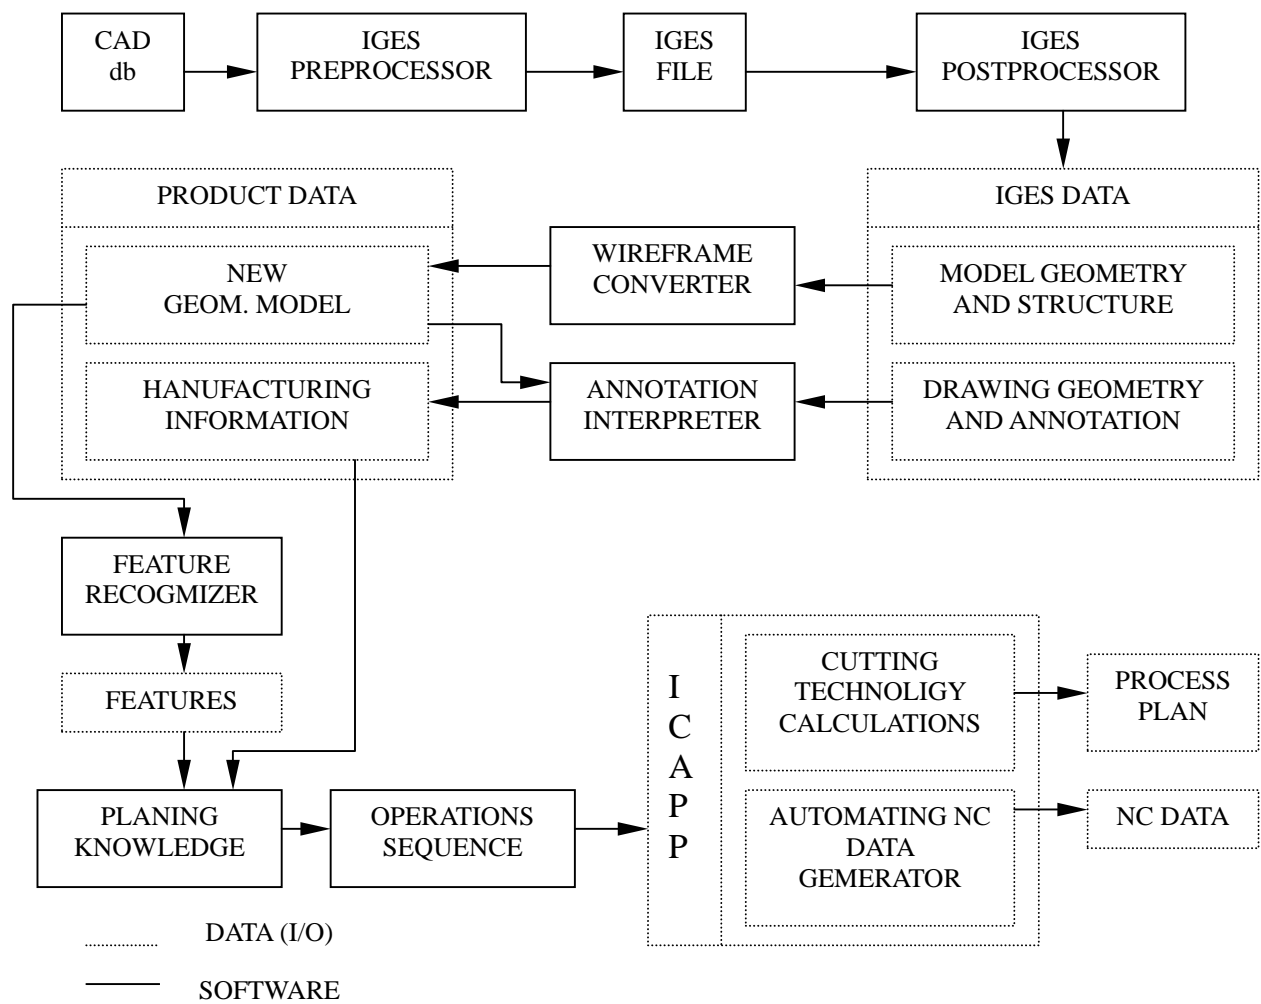 CAD
db
IGES
PREPROCESSOR
IGES
FILE
IGES
POSTPROCESSOR
PRODUCT DATA
IGES DATA
NEW
GEOM. MODEL
WIREFRAME
CONVERTER
MODEL GEOMETRY
AND STRUCTURE
HANUFACTURING
INFORMATION
ANNOTATION
INTERPRETER
DRAWING GEOMETRY
AND ANNOTATION
FEATURE
RECOGMIZER
FEATURES
PLANING
KNOWLEDGE
OPERATIONS
SEQUENCE
I
C
A
P
P
CUTTING
TECHNOLIGY
CALCULATIONS
PROCESS
PLAN
AUTOMATING NC
DATA
GEMERATOR
NC DATA
DATA (I/O)
SOFTWARE